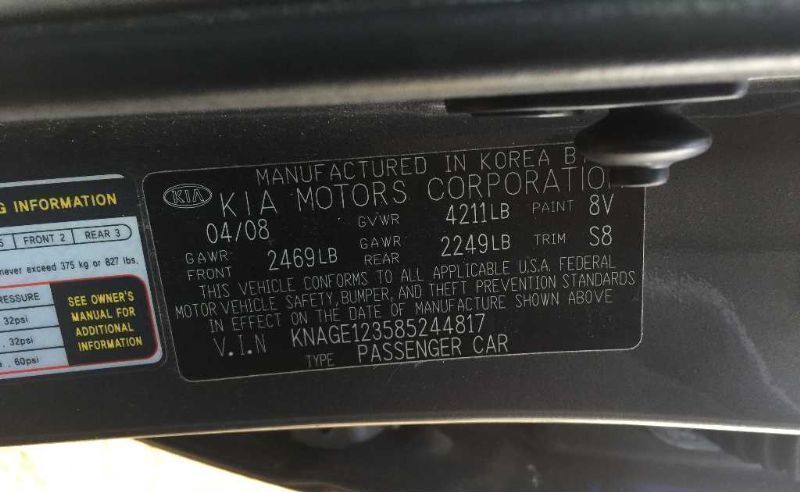 MANUFACTURED IN KOREA B
KIA
KIA MOTORS CORPORATION
04/08 GVWR 4211LB PAINT 8V
GAWR FRONT 2469LB GAWR REAR 2249LB TRIM S8
THIS VEHICLE CONFORMS TO ALL APPLICABLE U.S.A. FEDERAL
MOTOR VEHICLE SAFETY, BUMPER, AND THEFT PREVENTION STANDARDS
IN EFFECT ON THE DATE OF MANUFACTURE SHOWN ABOVE
V.I.N KNAGE123585244817
TYPE PASSENGER CAR
G INFORMATION
5 FRONT 2 REAR 3
never exceed 375 kg or 827 lbs.
RESSURE
32psi
32psi
60psi
SEE OWNER'S
MANUAL FOR
ADDITIONAL
INFORMATION